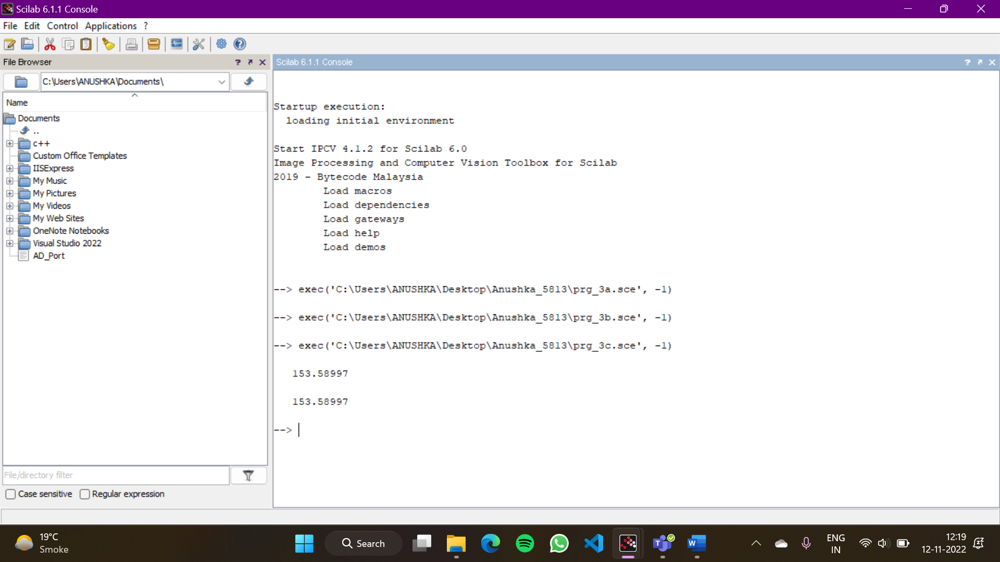 Scilab 6.1.1 Console
File Edit Control Applications ?
File Browser
C:\Users\ANUSHKA\Documents\
Name
Documents
..
c++
Custom Office Templates
IISExpress
My Music
My Pictures
My Videos
My Web Sites
OneNote Notebooks
Visual Studio 2022
AD_Port
File/directory filter
Case sensitive Regular expression
Scilab 6.1.1 Console
Startup execution:
loading initial environment
Start IPCV 4.1.2 for Scilab 6.0
Image Processing and Computer Vision Toolbox for Scilab
2019 - Bytecode Malaysia
Load macros
Load dependencies
Load gateways
Load help
Load demos
--> exec('C:\Users\ANUSHKA\Desktop\Anushka_5813\prg_3a.sce', -1)
--> exec('C:\Users\ANUSHKA\Desktop\Anushka_5813\prg_3b.sce', -1)
--> exec('C:\Users\ANUSHKA\Desktop\Anushka_5813\prg_3c.sce', -1)
153.58997
153.58997
-->
19°C
Smoke
Search
ENG
IN
12:19
12-11-2022